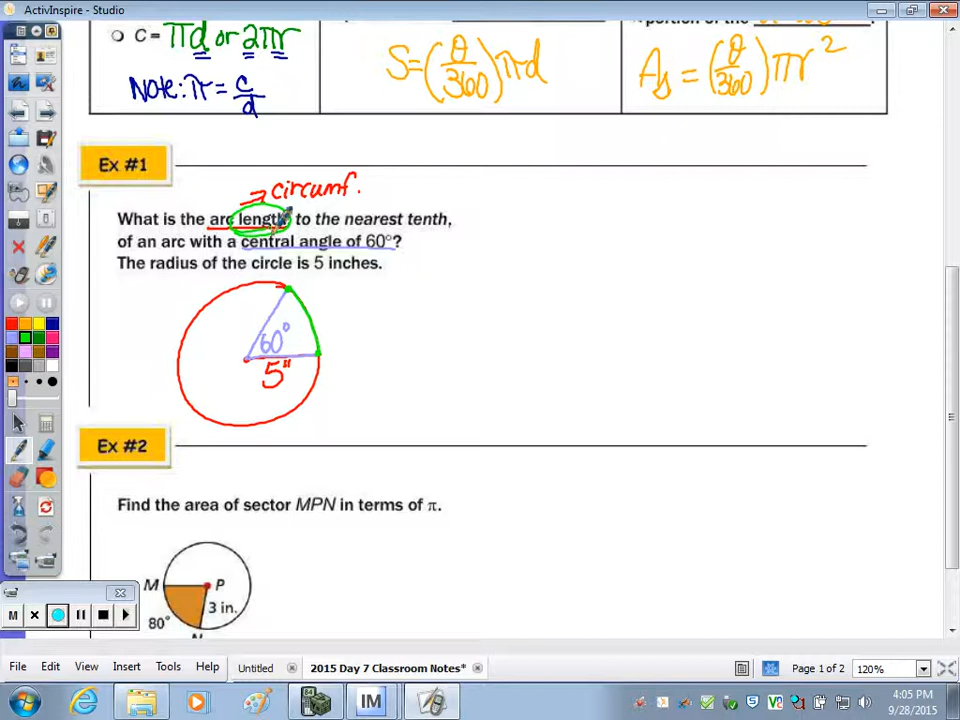 ActivInspire
portion of the
C = πd or 2πr
Note: π = c/d
S = (θ/360) πd
As = (θ/360) πr²
Ex #1
⇒ circumf.
What is the arc length, to the nearest tenth,
of an arc with a central angle of 60°?
The radius of the circle is 5 inches.
60°
5"
Ex #2
Find the area of sector MPN in terms of π.
M
P
3 in.
80°
N
M
File Edit View Insert Tools Help Untitled 2015 Day 7 Classroom Notes* Page 1 of 2 120%
IM
4:05 PM
9/28/2015